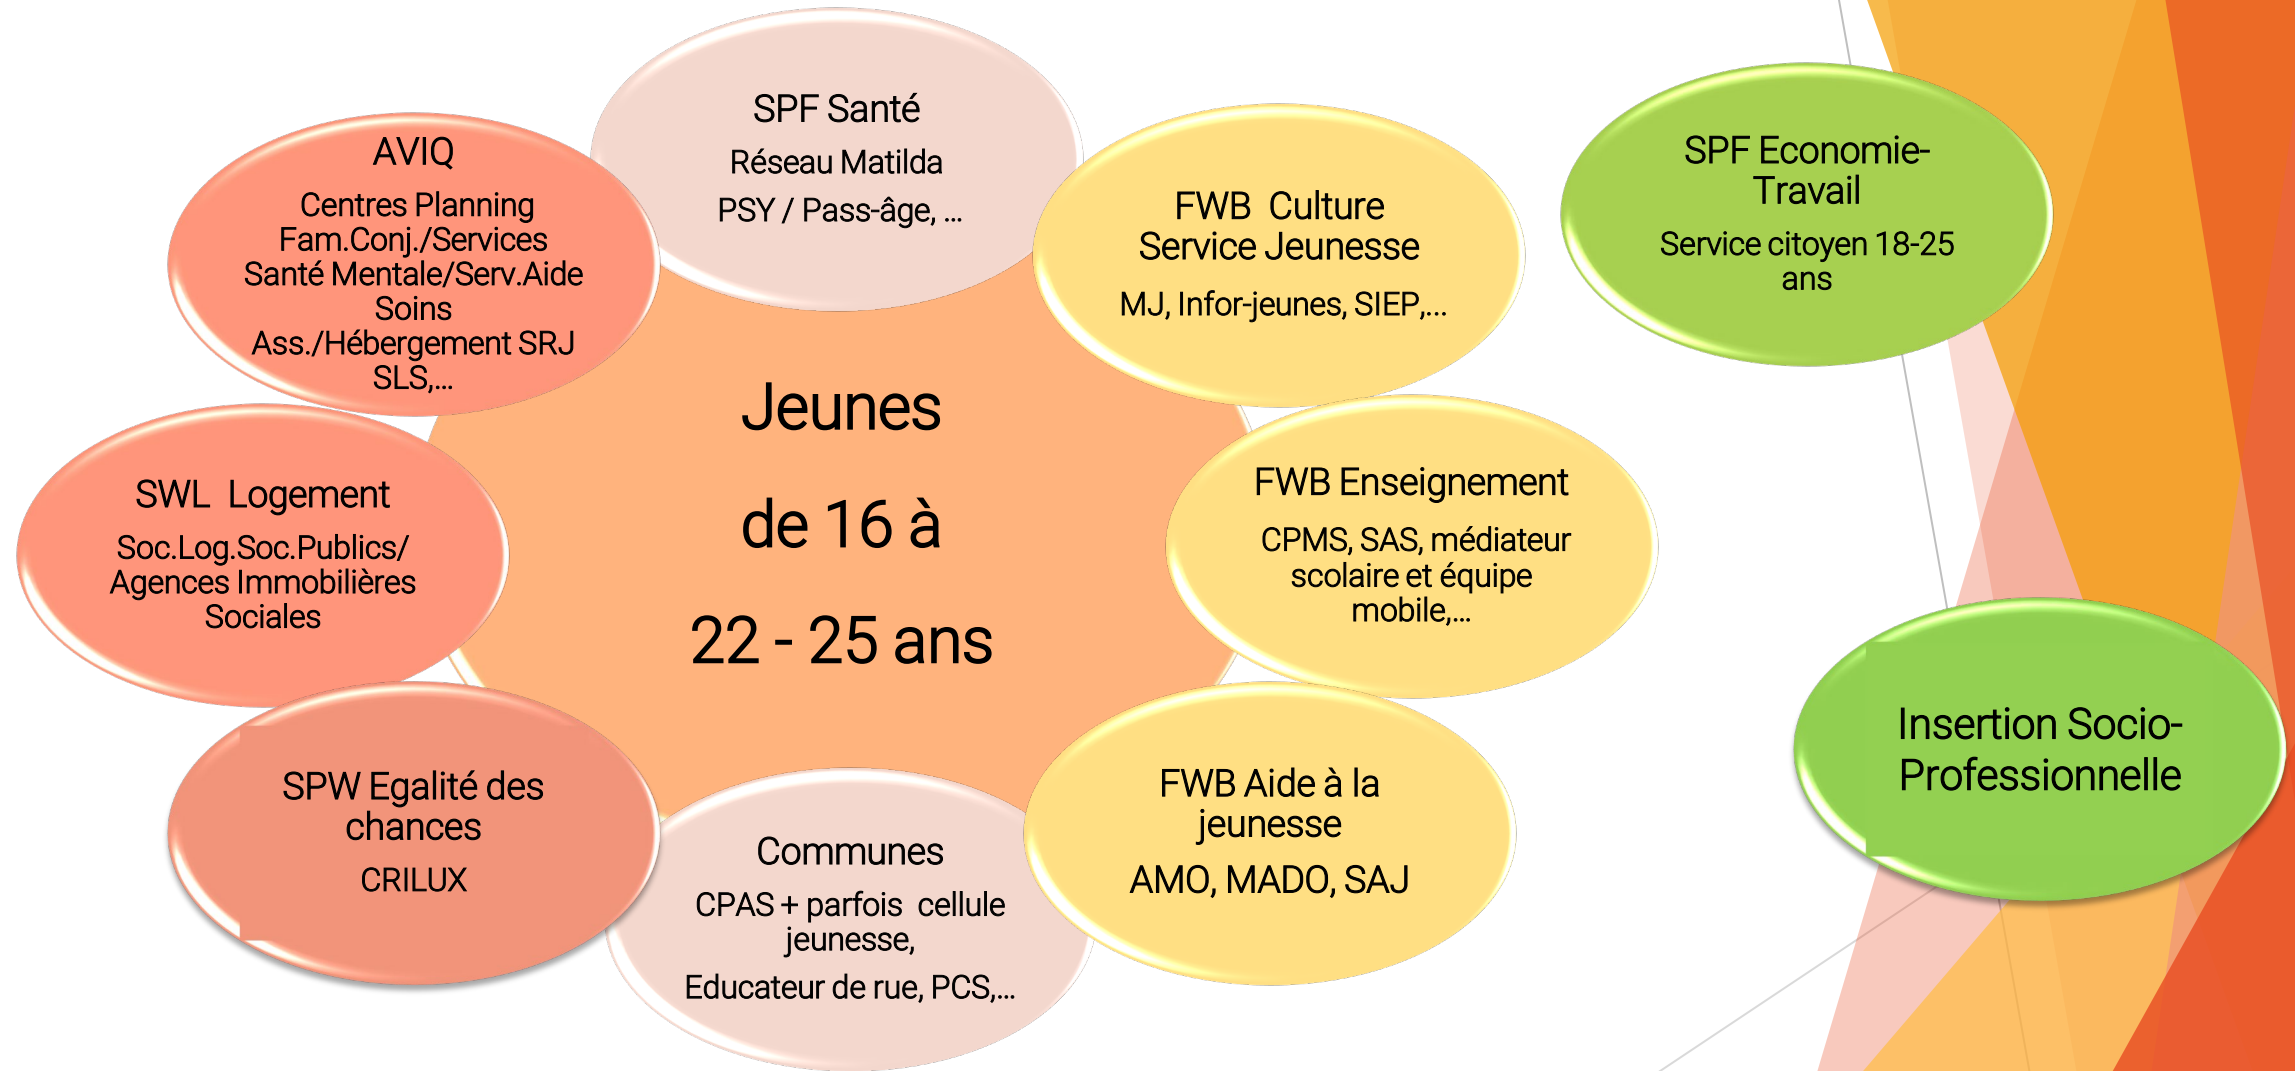 SPF Santé
Réseau Matilda
PSY / Pass-âge, ...
AVIQ
Centres Planning
Fam.Conj./Services
Santé Mentale/Serv.Aide
Soins
Ass./Hébergement SRJ
SLS,...
FWB  Culture
Service Jeunesse
MJ, Infor-jeunes, SIEP,...
SPF Economie-
Travail
Service citoyen 18-25
ans
Jeunes
de 16 à
22 - 25 ans
SWL  Logement
Soc.Log.Soc.Publics/
Agences Immobilières
Sociales
FWB Enseignement
CPMS, SAS, médiateur
scolaire et équipe
mobile,...
SPW Egalité des
chances
CRILUX
Communes
CPAS + parfois  cellule
jeunesse,
Educateur de rue, PCS,...
FWB Aide à la
jeunesse
AMO, MADO, SAJ
Insertion Socio-
Professionnelle